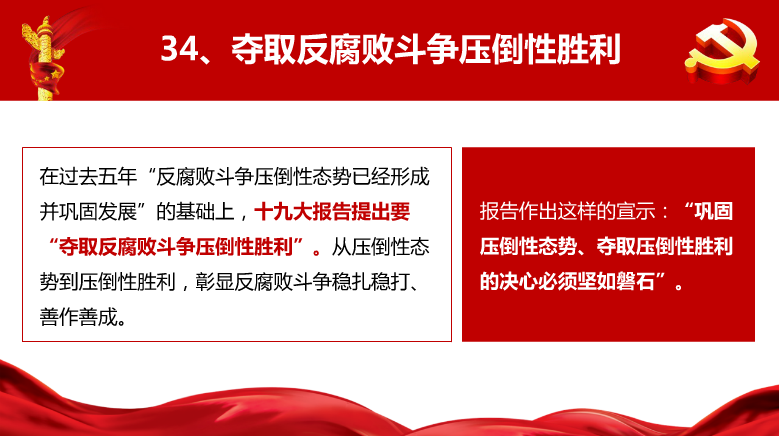 34、夺取反腐败斗争压倒性胜利
在过去五年“反腐败斗争压倒性态势已经形成
并巩固发展”的基础上，十九大报告提出要
“夺取反腐败斗争压倒性胜利”。从压倒性态
势到压倒性胜利，彰显反腐败斗争稳扎稳打、
善作善成。
报告作出这样的宣示：“巩固
压倒性态势、夺取压倒性胜利
的决心必须坚如磐石”。